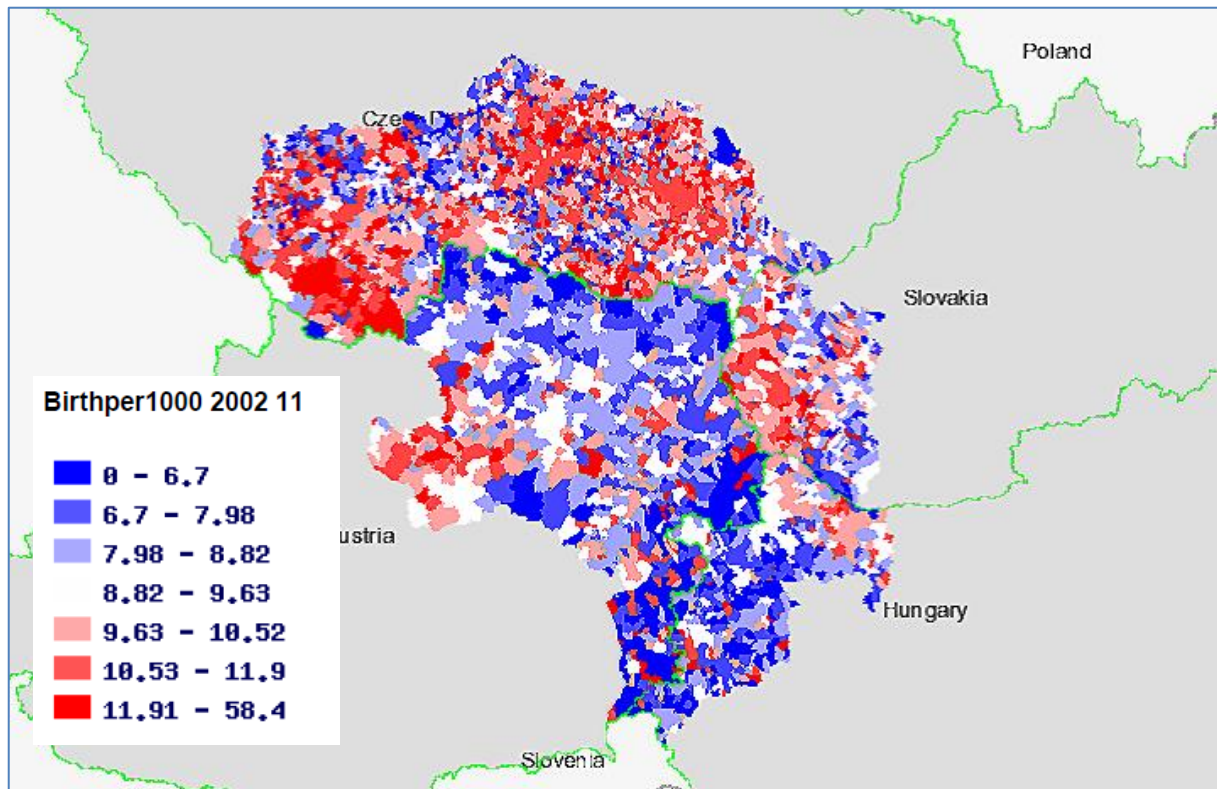 Poland
Slovakia
Birthper1000 2002 11
0 - 6.7
6.7 - 7.98
7.98 - 8.82
8.82 - 9.63
9.63 - 10.52
10.53 - 11.9
11.91 - 58.4
ustria
Hungary
Slovenia